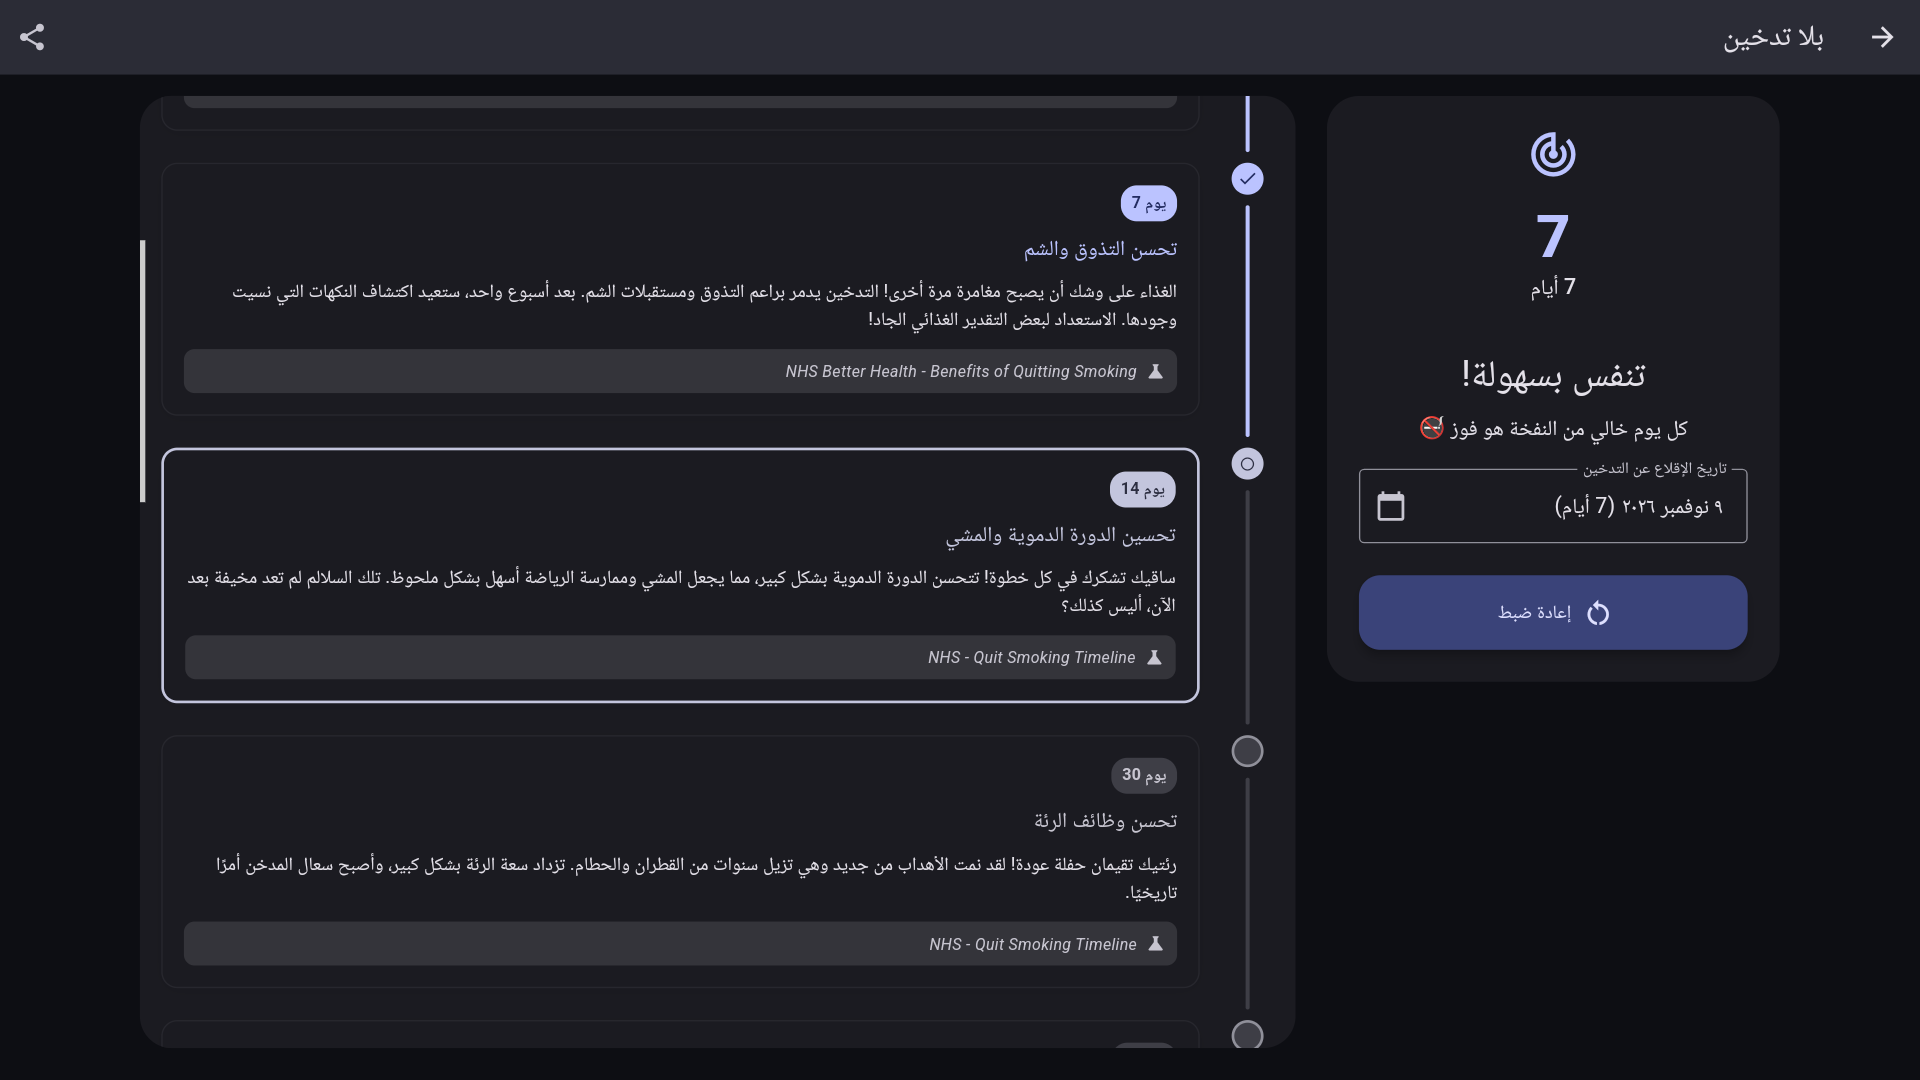 بلا تدخين
7
7 أيام
تنفس بسهولة!
كل يوم خالي من النفخة هو فوز 🚭
تاريخ الإقلاع عن التدخين
٩ نوفمبر ٢٠٢٦ (7 أيام)
إعادة ضبط
يوم 7
تحسن التذوق والشم
الغذاء على وشك أن يصبح مغامرة مرة أخرى! التدخين يدمر براعم التذوق ومستقبلات الشم. بعد أسبوع واحد، ستعيد اكتشاف النكهات التي نسيت
وجودها. الاستعداد لبعض التقدير الغذائي الجاد!
NHS Better Health - Benefits of Quitting Smoking
يوم 14
تحسين الدورة الدموية والمشي
ساقيك تشكرك في كل خطوة! تتحسن الدورة الدموية بشكل كبير، مما يجعل المشي وممارسة الرياضة أسهل بشكل ملحوظ. تلك السلالم لم تعد مخيفة بعد
الآن، أليس كذلك؟
NHS - Quit Smoking Timeline
يوم 30
تحسن وظائف الرئة
رئتيك تقيمان حفلة عودة! لقد نمت الأهداب من جديد وهي تزيل سنوات من القطران والحطام. تزداد سعة الرئة بشكل كبير، وأصبح سعال المدخن أمرًا
تاريخيًا.
NHS - Quit Smoking Timeline